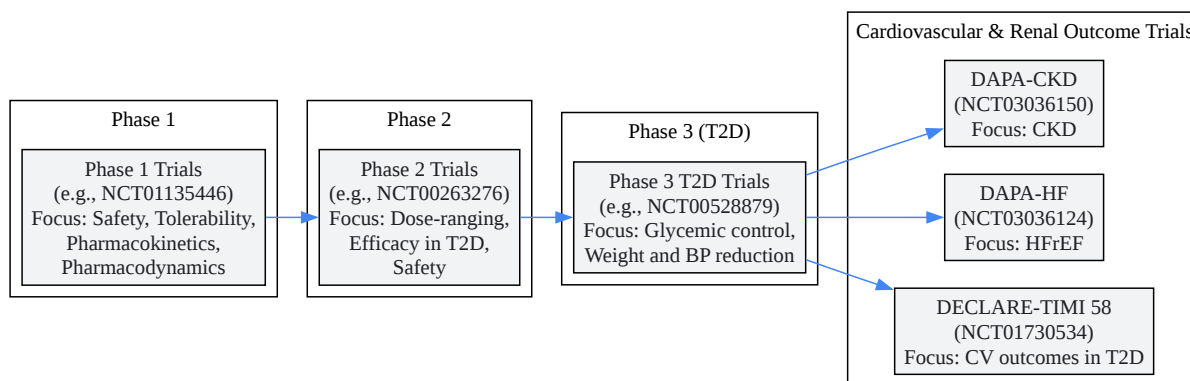 Phase 1
Phase 1 Trials
(e.g., NCT01135446)
Focus: Safety, Tolerability,
Pharmacokinetics,
Pharmacodynamics
Phase 2
Phase 2 Trials
(e.g., NCT00263276)
Focus: Dose-ranging,
Efficacy in T2D,
Safety
Phase 3 (T2D)
Phase 3 T2D Trials
(e.g., NCT00528879)
Focus: Glycemic control,
Weight and BP reduction
Cardiovascular & Renal Outcome Trials
DAPA-CKD
(NCT03036150)
Focus: CKD
DAPA-HF
(NCT03036124)
Focus: HFrEF
DECLARE-TIMI 58
(NCT01730534)
Focus: CV outcomes in T2D